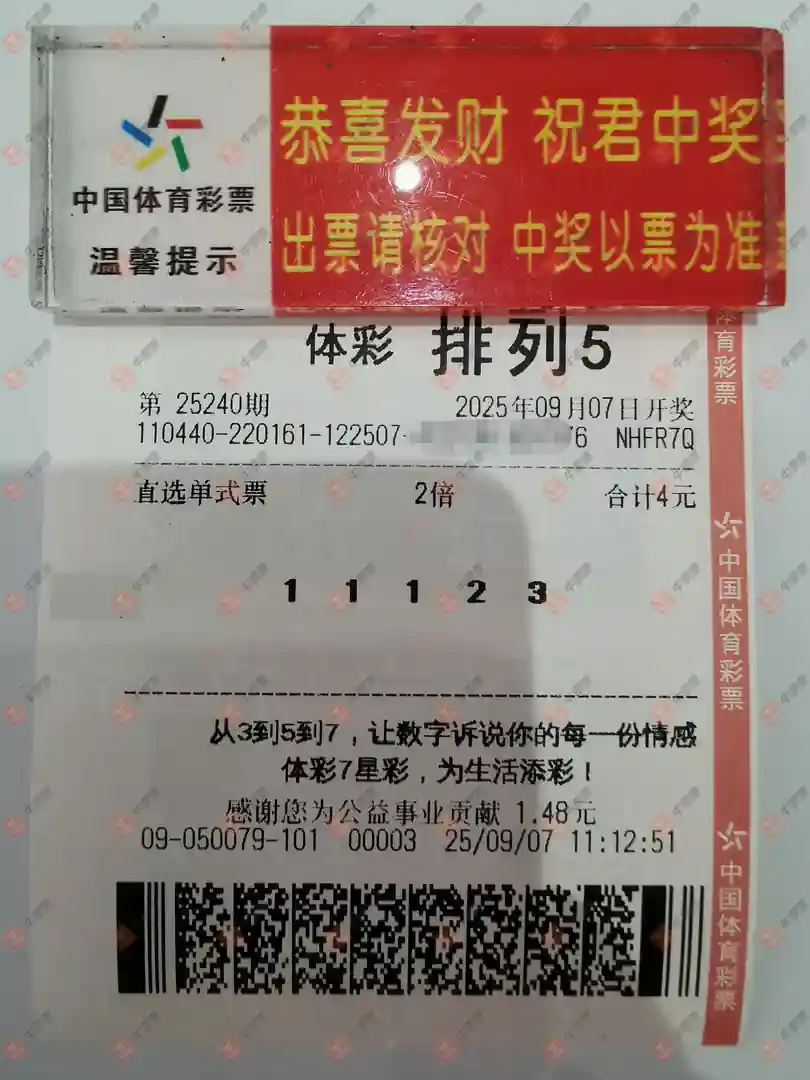 恭喜发财 祝君中奖
中国体育彩票
出票请核对 中奖以票为准
温馨提示
体彩 排列5
第 25240期 2025年09月07日开奖
110440-220161-122507- 6 NHFR7Q
直选单式票 2倍 合计4元
1 1 1 2 3
从3到5到7，让数字诉说你的每一份情感
体彩7星彩，为生活添彩！
感谢您为公益事业贡献 1.48元
09-050079-101 00003 25/09/07 11:12:51
体育彩票
中国体育彩票
中国体育彩票